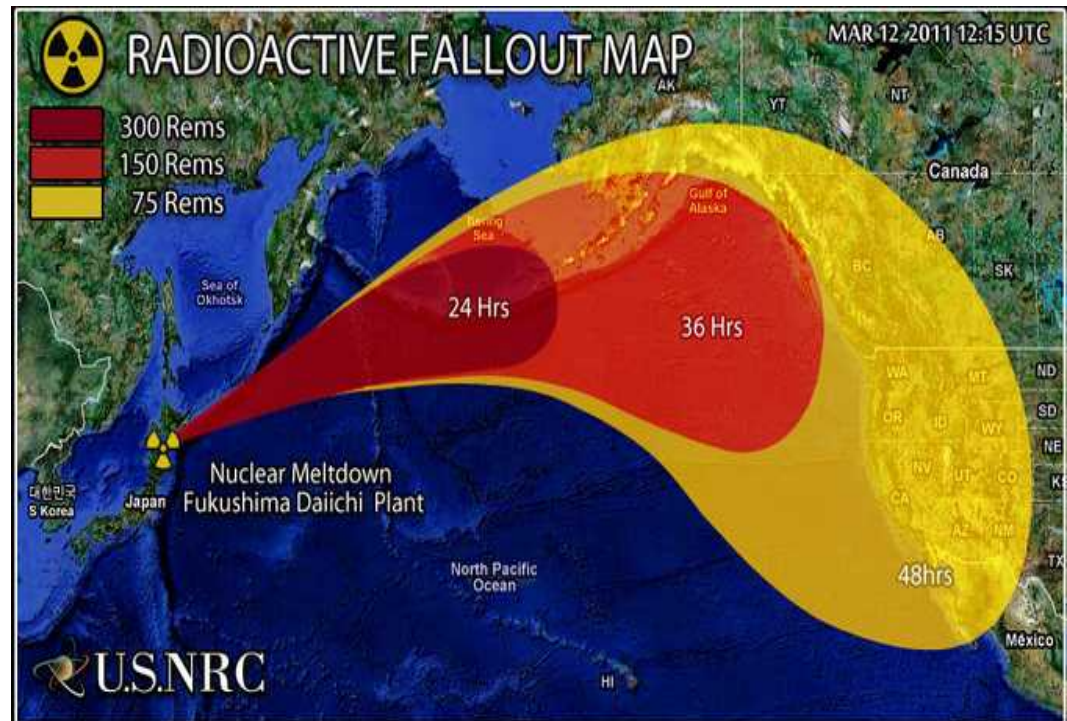 RADIOACTIVE FALLOUT MAP
MAR 12 2011 12:15 UTC
300 Rems
150 Rems
75 Rems
AK
YT
NT
Canada
Gulf of
Alaska
Bering
Sea
AB
SK
BC
Sea of
Okhotsk
24 Hrs
36 Hrs
WA
MT
ND
OR
ID
SD
WY
NE
NV
UT
CO
KS
CA
AZ
NM
TX
Nuclear Meltdown
Fukushima Daiichi Plant
대한민국
S Korea
Japan
North Pacific
Ocean
48hrs
México
HI
U.S.NRC